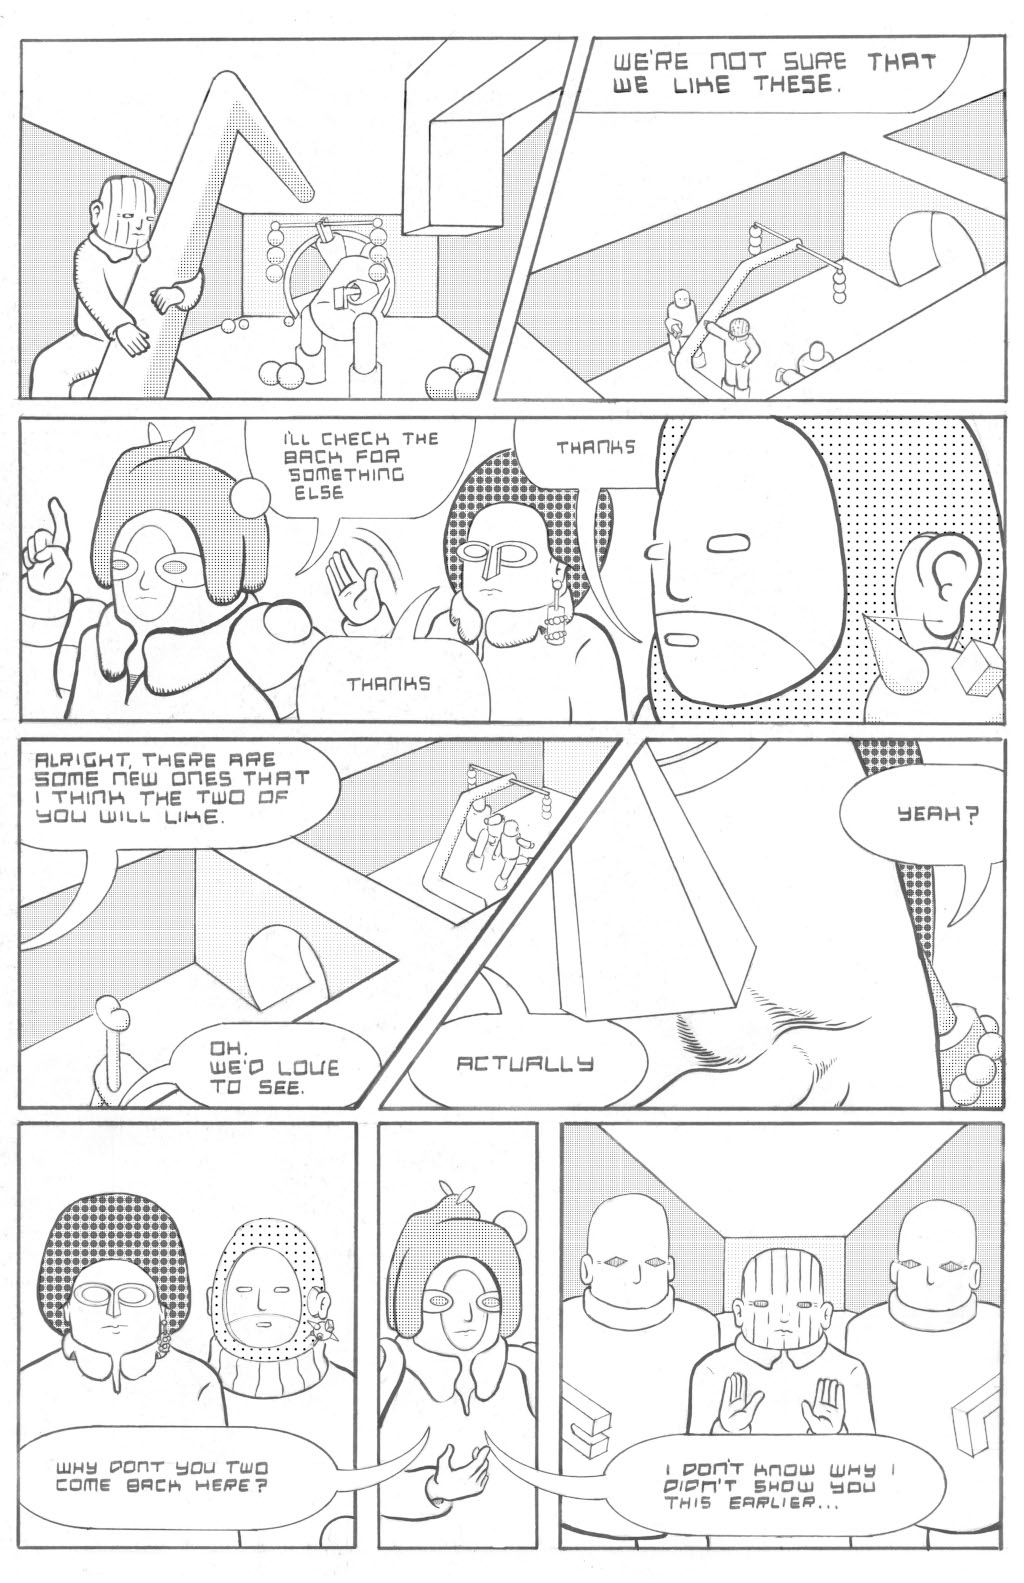 WE'RE NOT SURE THAT
WE LIKE THESE.
I'LL CHECK THE
BACK FOR
SOMETHING
ELSE
THANKS
THANKS
ALRIGHT, THERE ARE
SOME NEW ONES THAT
I THINK THE TWO OF
YOU WILL LIKE.
OH.
WE'D LOVE
TO SEE.
YEAH?
ACTUALLY
WHY DONT YOU TWO
COME BACK HERE?
I DON'T KNOW WHY I
DIDN'T SHOW YOU
THIS EARLIER...